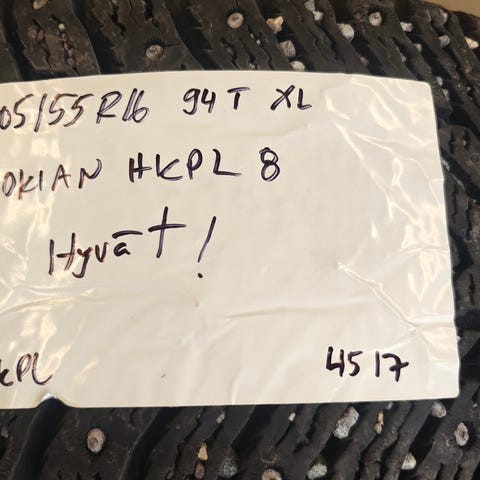 05/55R16 94T XL
OKIAN HKPL 8
Hyvät!
kPL
4517